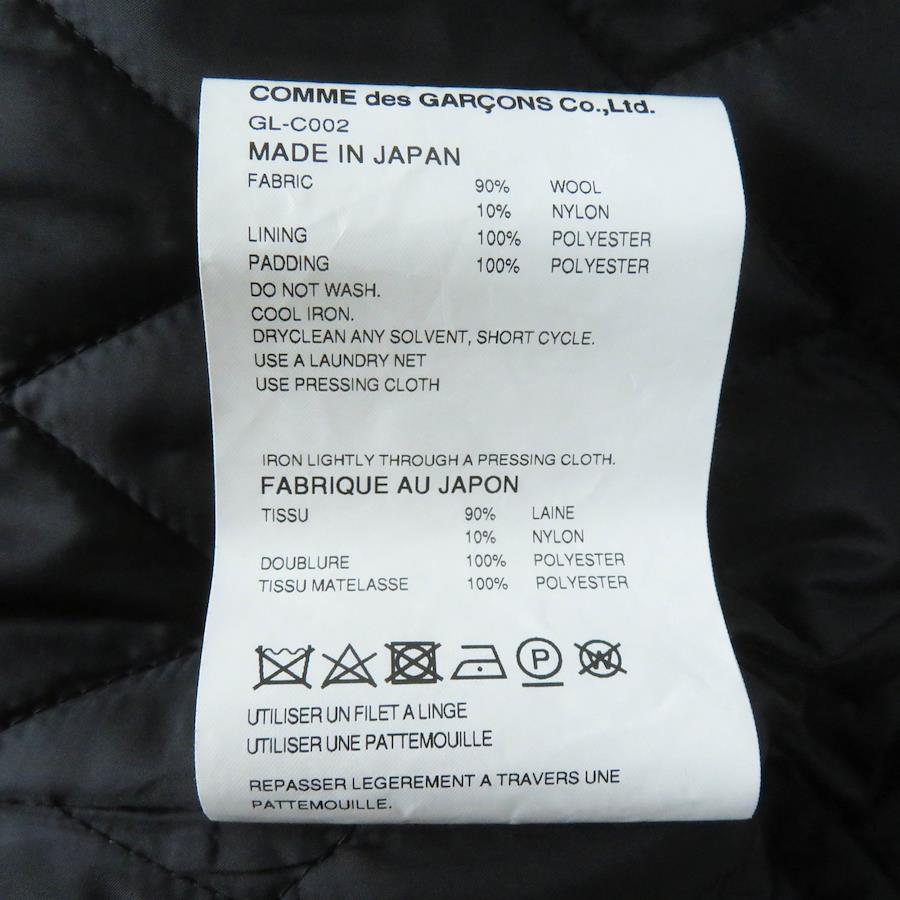 COMME des GARÇONS Co.,Ltd.
GL-C002
MADE IN JAPAN
FABRIC 90% WOOL
10% NYLON
LINING 100% POLYESTER
PADDING 100% POLYESTER
DO NOT WASH.
COOL IRON.
DRYCLEAN ANY SOLVENT, SHORT CYCLE.
USE A LAUNDRY NET
USE PRESSING CLOTH
IRON LIGHTLY THROUGH A PRESSING CLOTH.
FABRIQUE AU JAPON
TISSU 90% LAINE
10% NYLON
DOUBLURE 100% POLYESTER
TISSU MATELASSE 100% POLYESTER
P W
UTILISER UN FILET A LINGE
UTILISER UNE PATTEMOUILLE
REPASSER LEGEREMENT A TRAVERS UNE
PATTEMOUILLE.